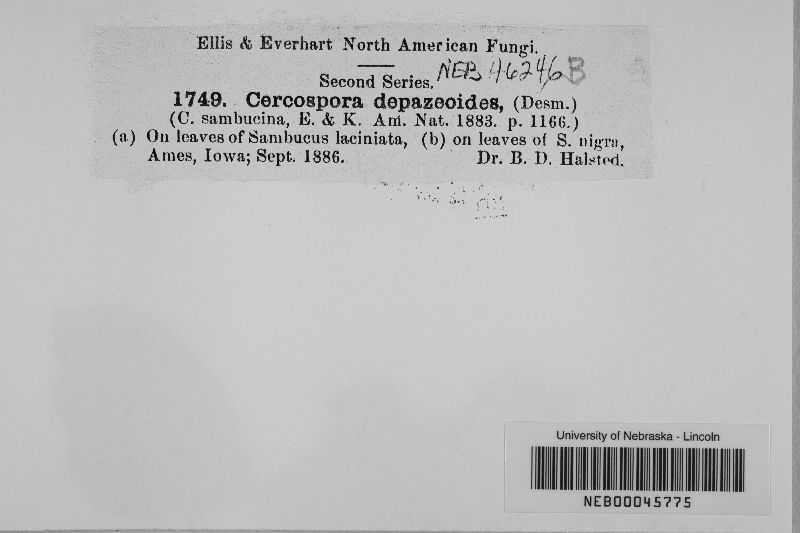 Ellis & Everhart North American Fungi.
Second Series. NEB 46246B
1749. Cercospora depazeoides, (Desm.)
(C. sambucina, E. & K. Am. Nat. 1883. p. 1166.)
(a) On leaves of Sambucus laciniata, (b) on leaves of S. nigra,
Ames, Iowa; Sept. 1886. Dr. B. D. Halsted.
University of Nebraska - Lincoln
NEB00045775